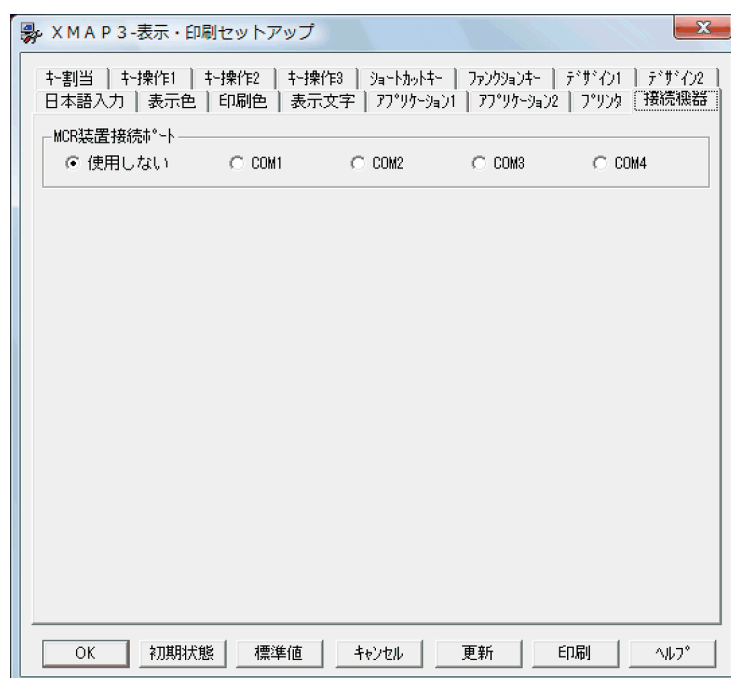 XMAP3-表示・印刷セットアップ
ｷｰ割当 ｷｰ操作1 ｷｰ操作2 ｷｰ操作3 ｼｮｰﾄｶｯﾄｷｰ ﾌｧﾝｸｼｮﾝｷｰ ﾃﾞｻﾞｲﾝ1 ﾃﾞｻﾞｲﾝ2
日本語入力 表示色 印刷色 表示文字 ｱﾌﾟﾘｹｰｼｮﾝ1 ｱﾌﾟﾘｹｰｼｮﾝ2 ﾌﾟﾘﾝﾀ 接続機器
MCR装置接続ﾎﾟｰﾄ
使用しない COM1 COM2 COM3 COM4
OK 初期状態 標準値 ｷｬﾝｾﾙ 更新 印刷 ﾍﾙﾌﾟ